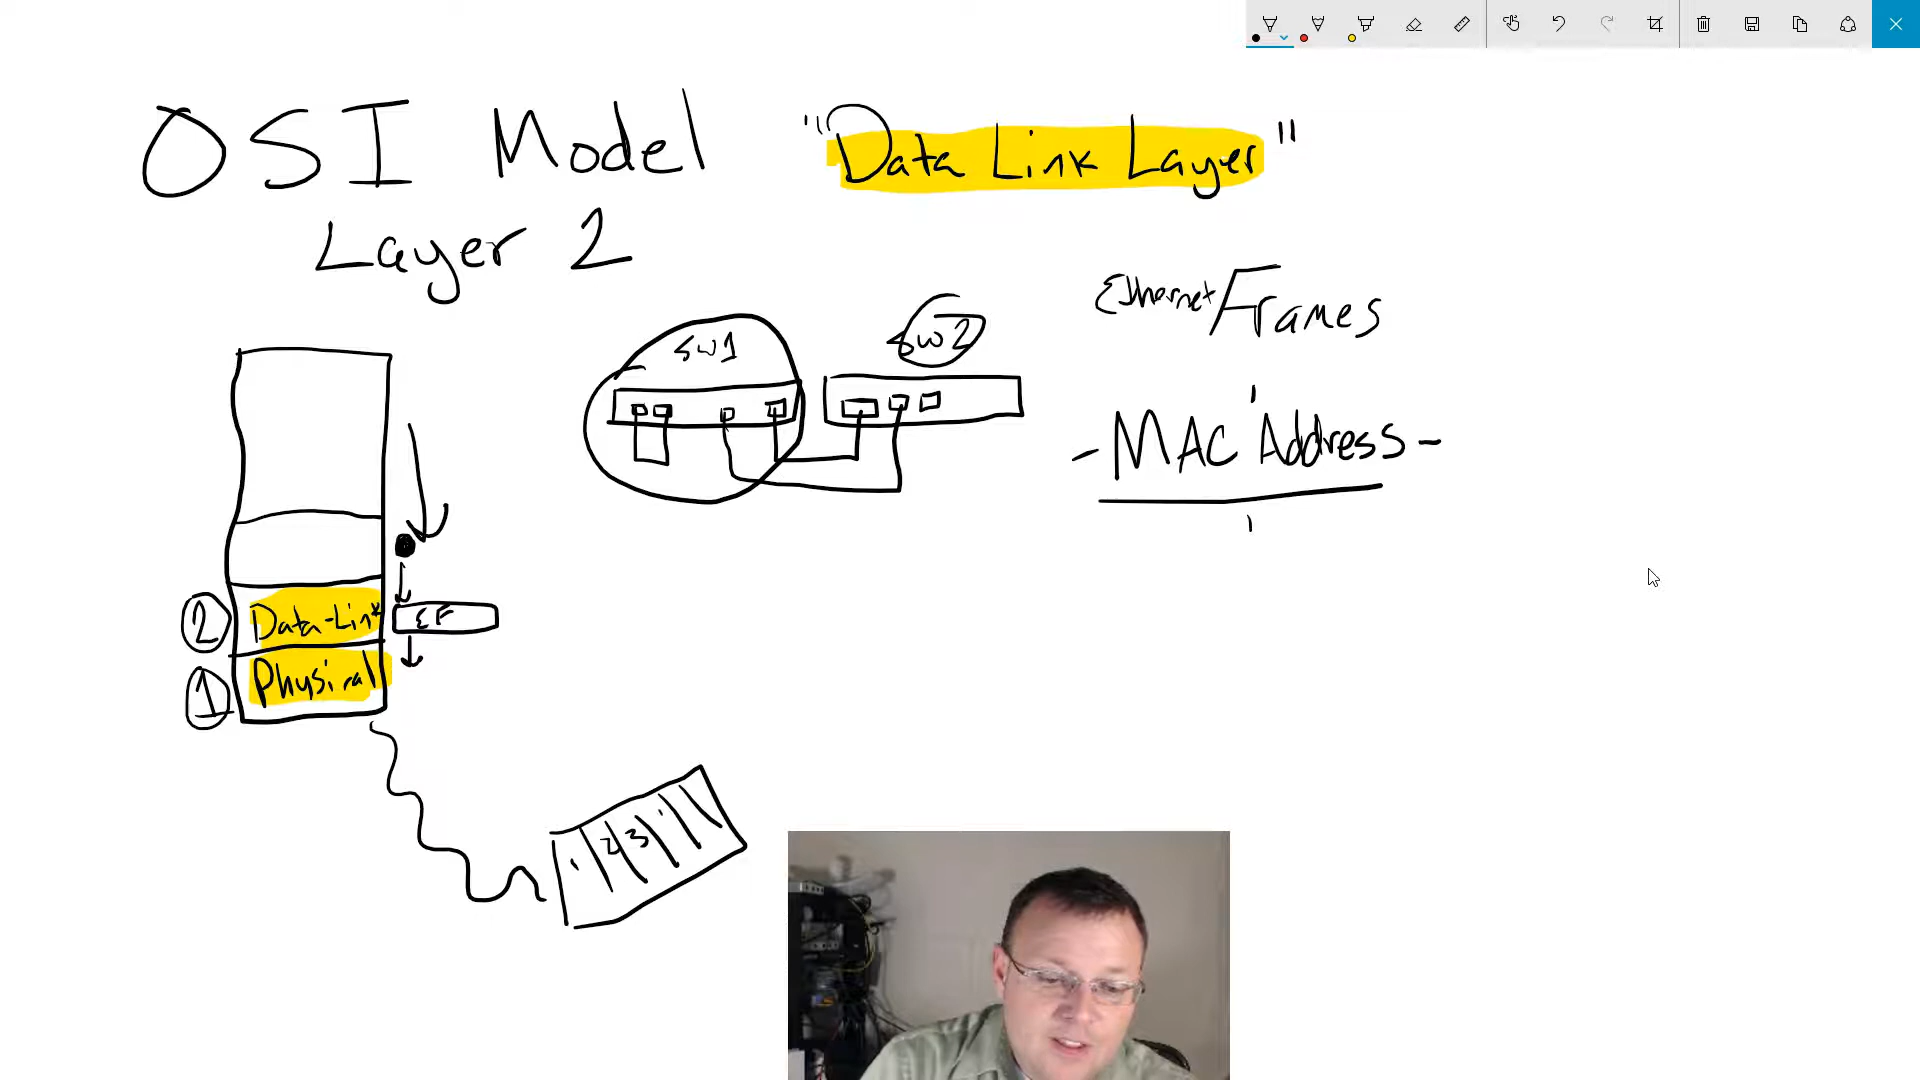 OSI Model "Data Link Layer"
Layer 2
Ethernet Frames
SW1 SW2
- MAC Address -
2 Data-Link EF
1 Physical
1 2 3